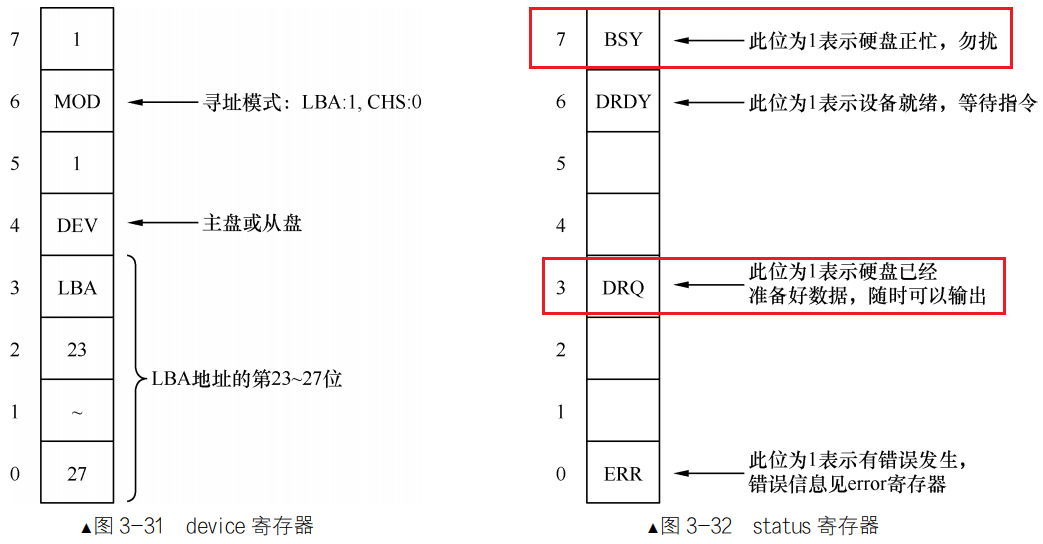 7 1
6 MOD 寻址模式：LBA:1, CHS:0
5 1
4 DEV 主盘或从盘
3 LBA
2 23
LBA地址的第23~27位
1 ~
0 27
▲图 3-31 device 寄存器
7 BSY 此位为1表示硬盘正忙，勿扰
6 DRDY 此位为1表示设备就绪，等待指令
5
4
3 DRQ 此位为1表示硬盘已经
准备好数据，随时可以输出
2
1
0 ERR 此位为1表示有错误发生，
错误信息见error寄存器
▲图 3-32 status 寄存器